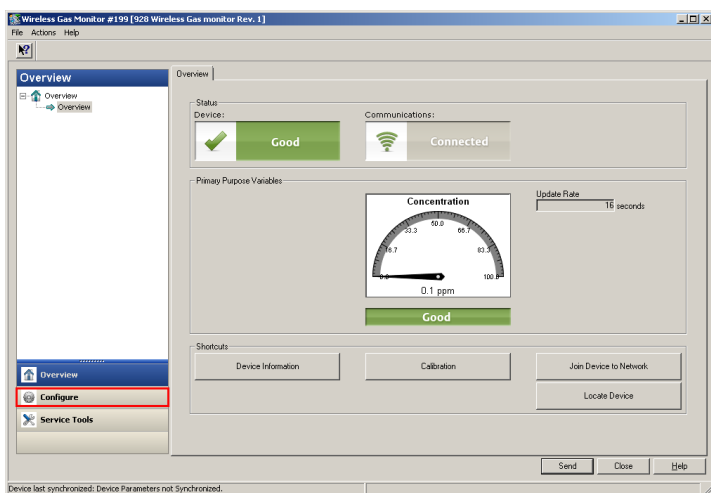 Wireless Gas Monitor #199 [928 Wireless Gas monitor Rev. 1]
File Actions Help
Overview
Overview
Overview
Overview
Status
Device:
Communications:
Good
Connected
Primary Purpose Variables
Concentration
Update Rate
16 seconds
50.0
33.3 66.7
16.7 83.3
0.0 100.0
0.1 ppm
Good
Shortcuts
Device Information
Calibration
Join Device to Network
Locate Device
Overview
Configure
Service Tools
Send Close Help
Device last synchronized: Device Parameters not Synchronized.